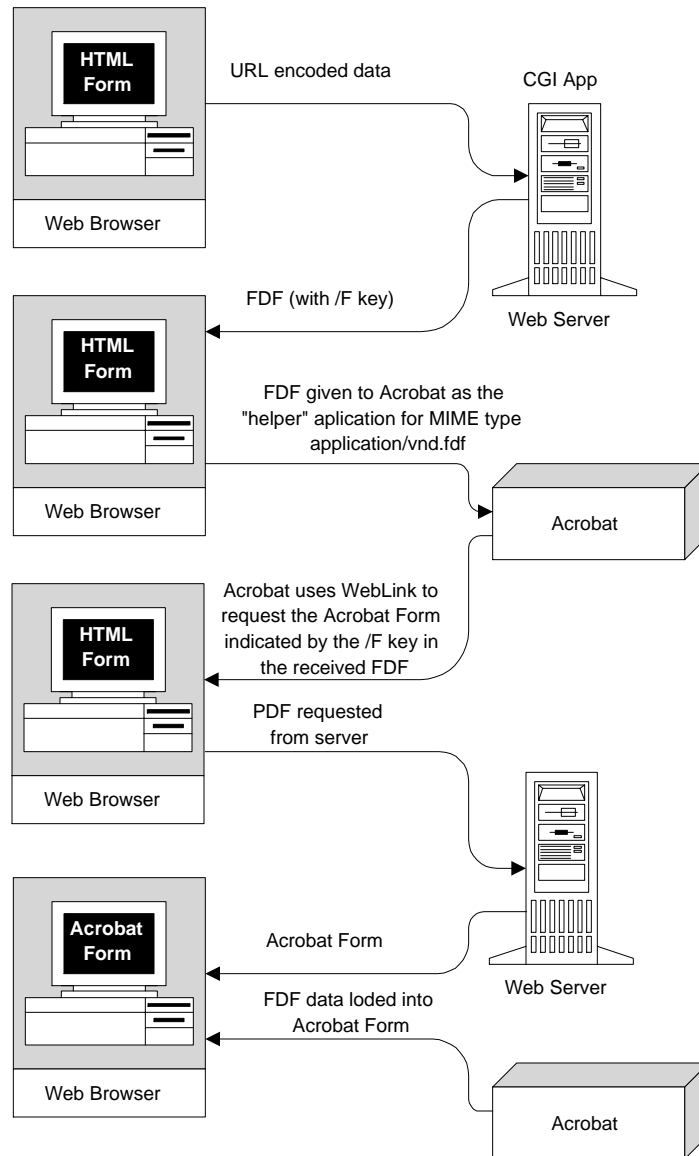 HTML
Form
Web Browser
URL encoded data
CGI App
Web Server
FDF (with /F key)
HTML
Form
Web Browser
FDF given to Acrobat as the
"helper" aplication for MIME type
application/vnd.fdf
Acrobat
Acrobat uses WebLink to
request the Acrobat Form
indicated by the /F key in
the received FDF
HTML
Form
Web Browser
PDF requested
from server
Web Server
Acrobat Form
Acrobat
Form
Web Browser
FDF data loded into
Acrobat Form
Acrobat